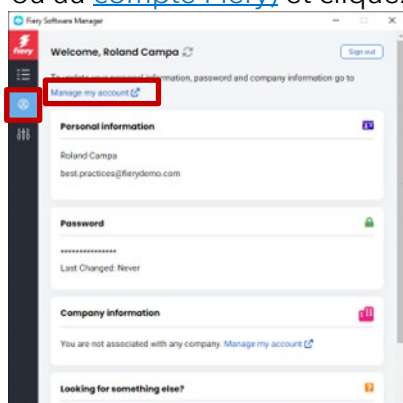 ou au compte Fiery) et cliquez
Fiery Software Manager
fiery
Welcome, Roland Campa
Sign out
To update your personal information, password and company information go to
Manage my account
Personal information
Roland Campa
best.practices@fierydemo.com
Password
***************
Last Changed: Never
Company information
You are not associated with any company. Manage my account
Looking for something else?